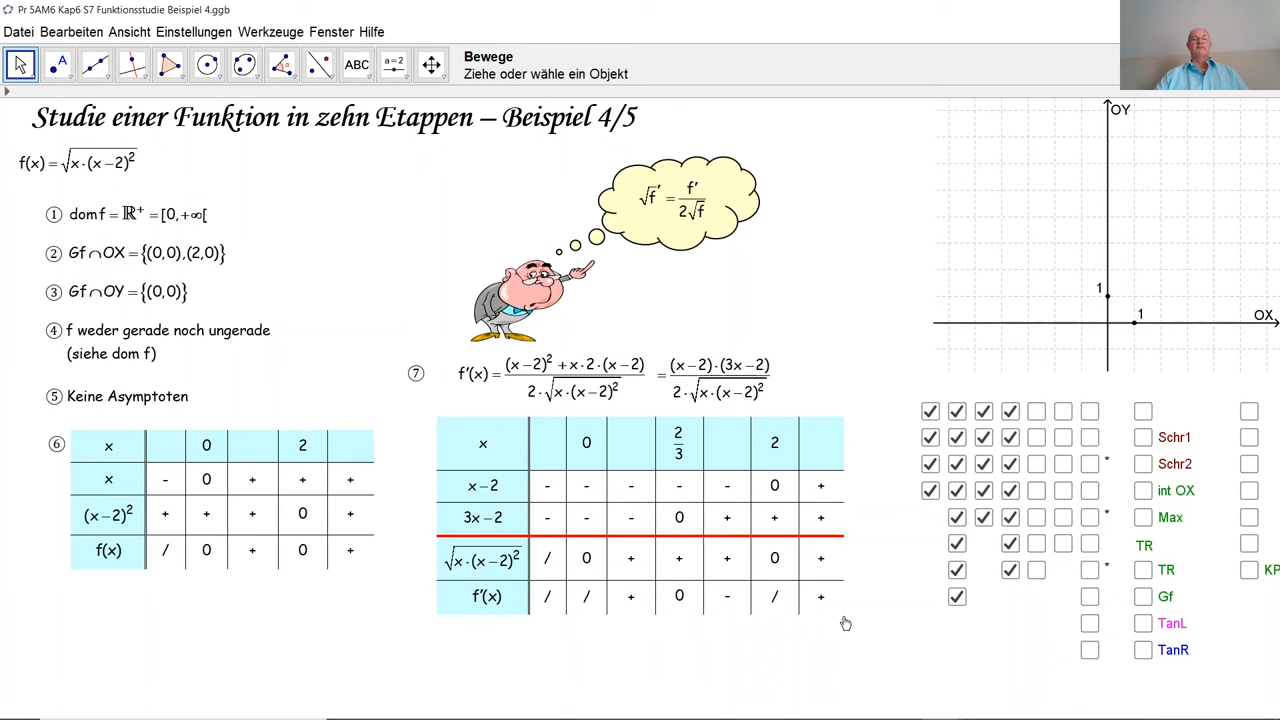 Pr 5AM6 Kap6 S7 Funktionsstudie Beispiel 4.ggb
Datei Bearbeiten Ansicht Einstellungen Werkzeuge Fenster Hilfe
A
ABC
a=2
Bewege
Ziehe oder wähle ein Objekt
Studie einer Funktion in zehn Etappen – Beispiel 4/5
f(x) = √x·(x−2)²
① dom f = ℝ⁺ = [0,+∞[
② Gf∩OX = {(0,0),(2,0)}
③ Gf∩OY = {(0,0)}
④ f weder gerade noch ungerade
(siehe dom f)
⑤ Keine Asymptoten
⑥
x 0 2
x - 0 + + +
(x−2)² + + + 0 +
f(x) / 0 + 0 +
√f′ = f′ / 2√f
⑦ f′(x) = (x−2)² + x·2·(x−2) / 2·√x·(x−2)² = (x−2)·(3x−2) / 2·√x·(x−2)²
x 0 2/3 2
x−2 - - - - - 0 +
3x−2 - - - 0 + + +
√x·(x−2)² / 0 + + + 0 +
f′(x) / / + 0 - / +
OY
1
1
OX
Schr1
* Schr2
int OX
* Max
TR
* TR KP
Gf
TanL
TanR